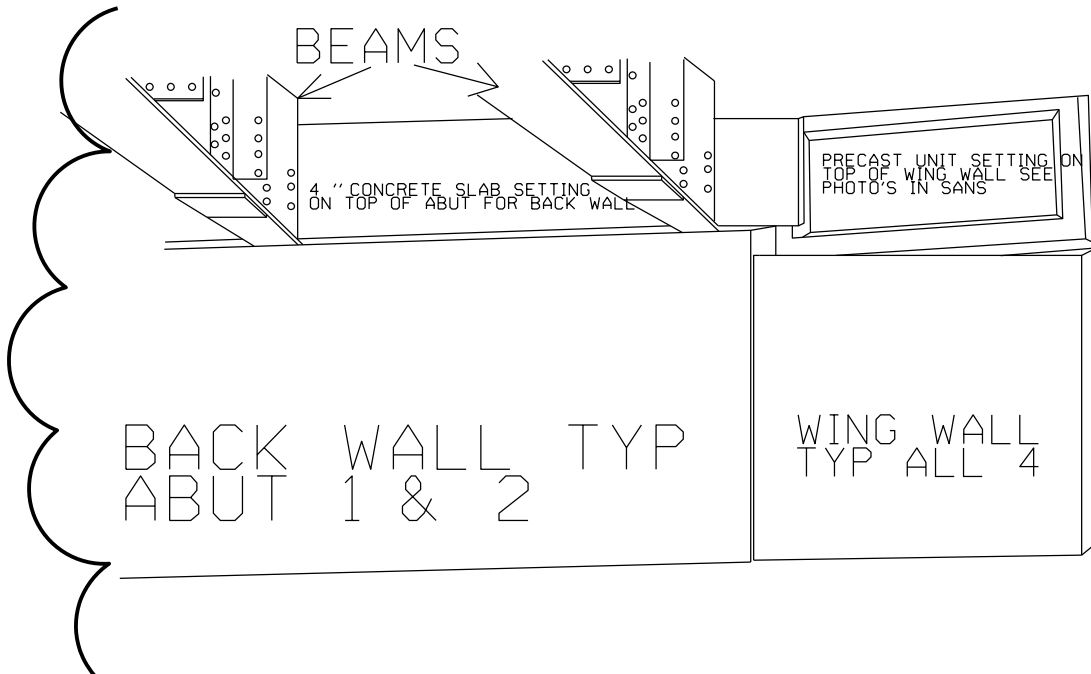 BEAMS
4 " CONCRETE SLAB SETTING
ON TOP OF ABUT FOR BACK WALL
PRECAST UNIT SETTING ON
TOP OF WING WALL SEE
PHOTO'S IN SANS
BACK WALL TYP
ABUT 1 & 2
WING WALL
TYP ALL 4